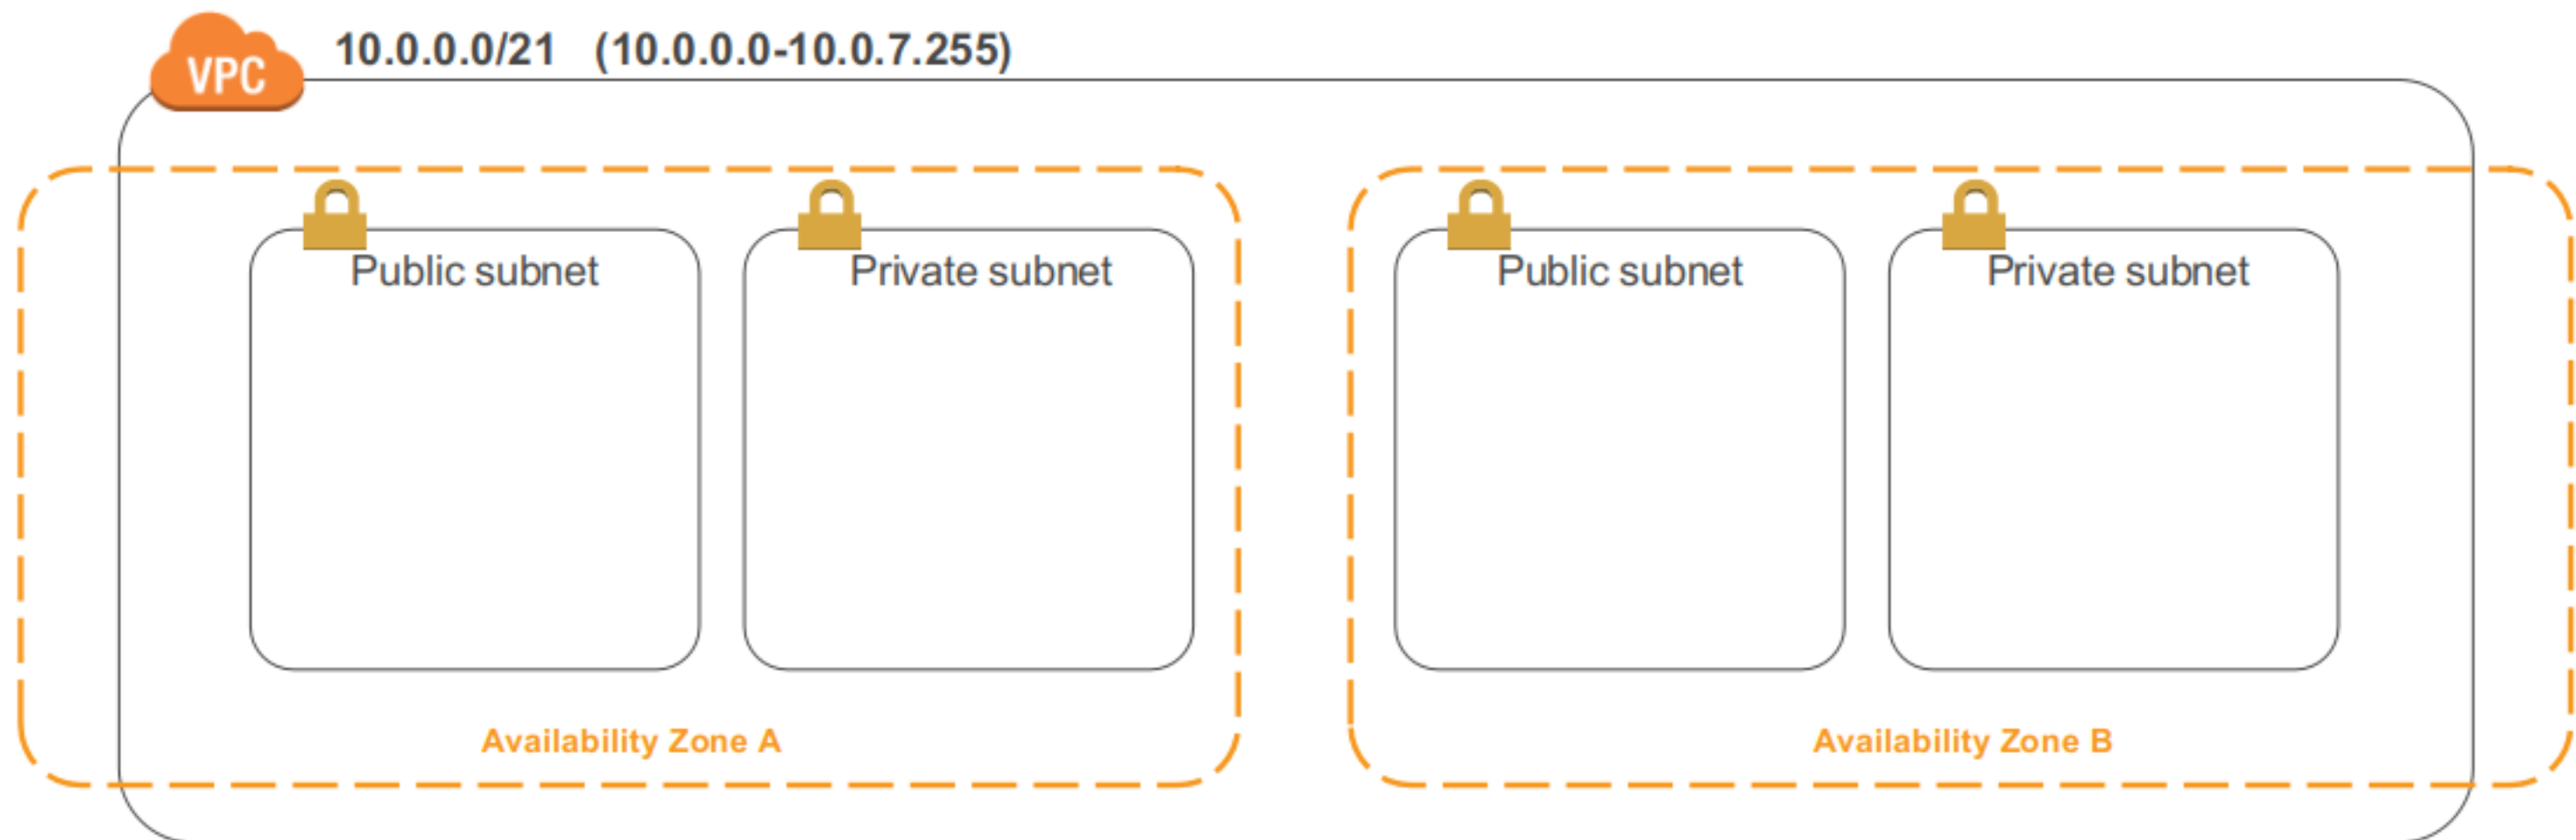 VPC
10.0.0.0/21 (10.0.0.0-10.0.7.255)
Public subnet
Private subnet
Availability Zone A
Public subnet
Private subnet
Availability Zone B